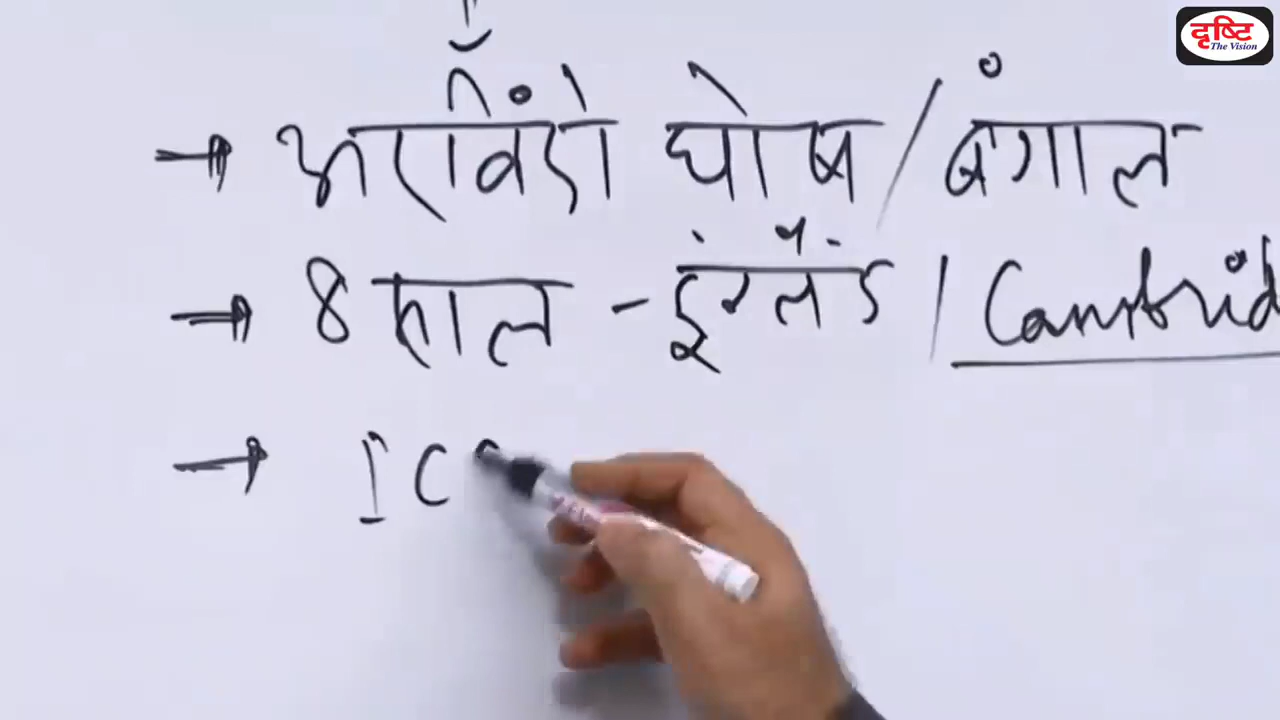 दृष्टि
The Vision
→ अरविंदो घोष / बंगाल
→ 8 साल - इंग्लैंड / Cambrid
→ IC